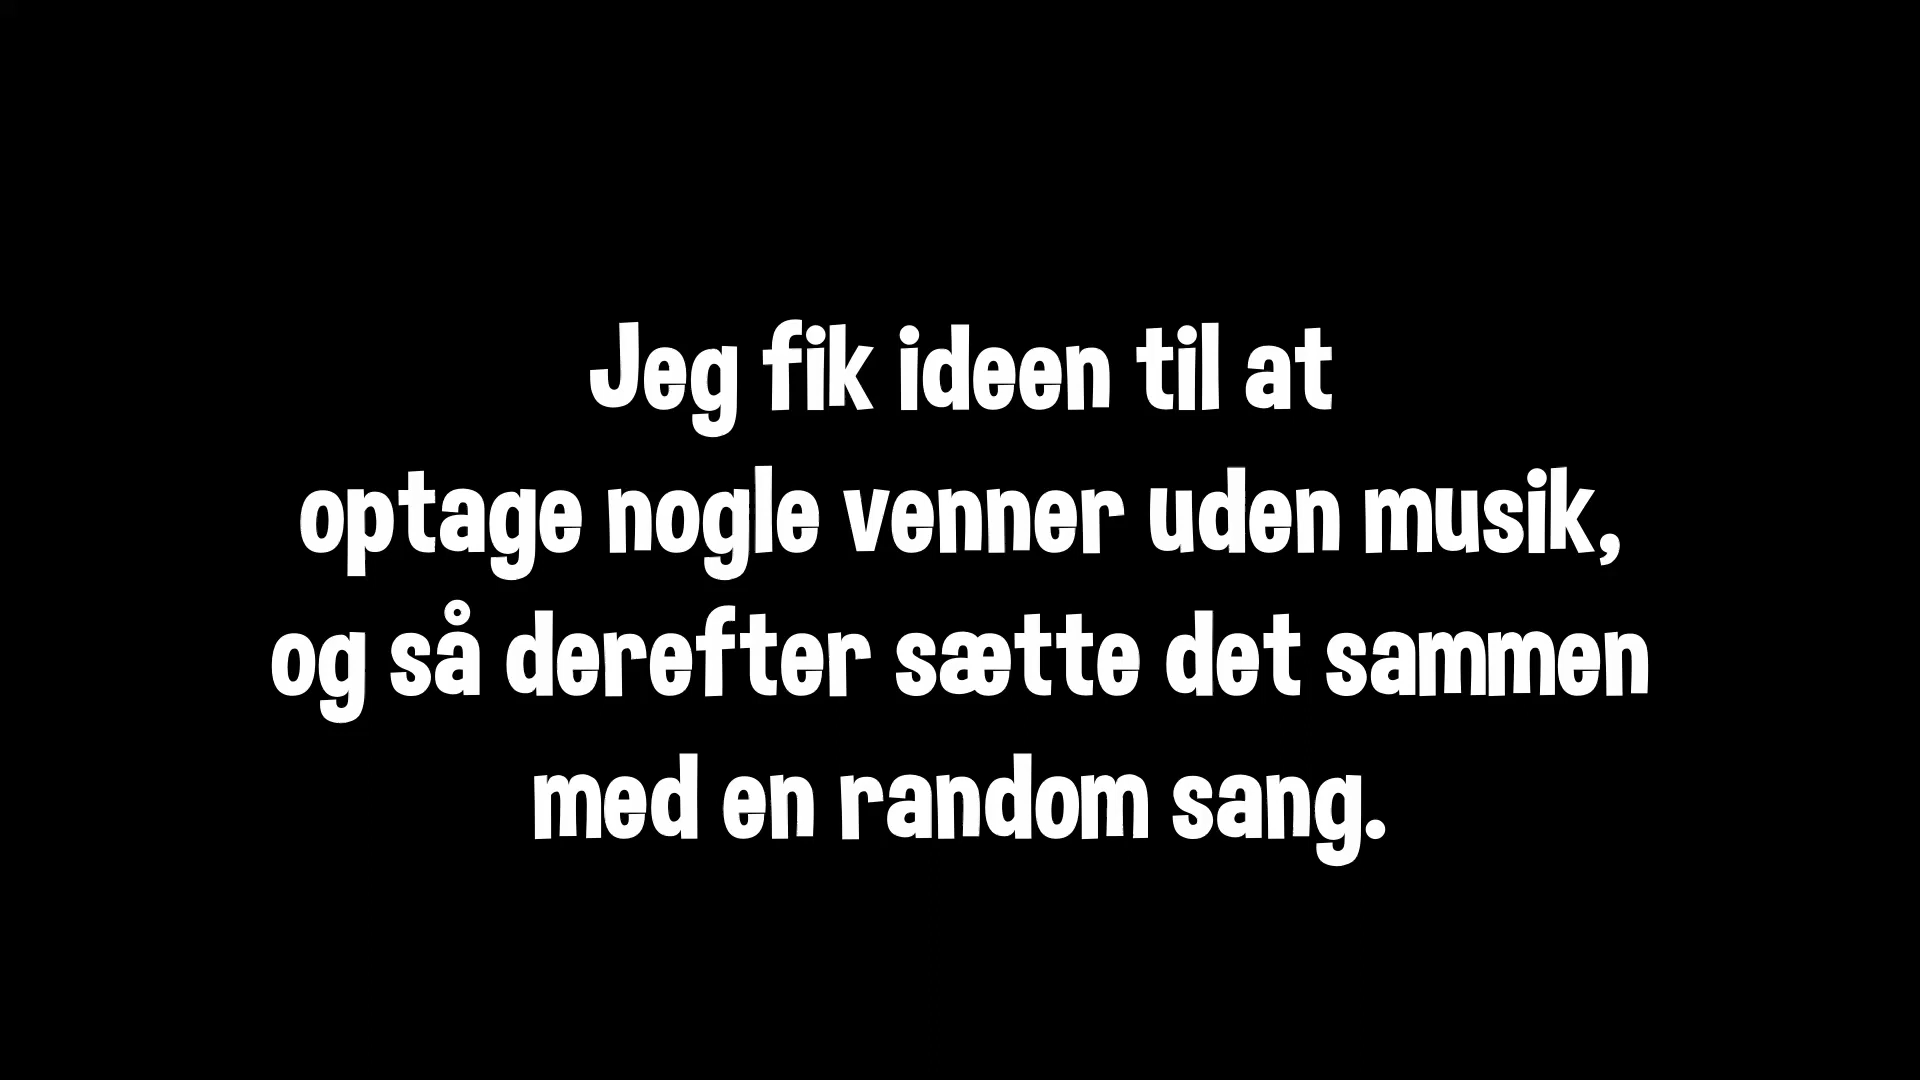 Jeg fik ideen til at
optage nogle venner uden musik,
og så derefter sætte det sammen
med en random sang.